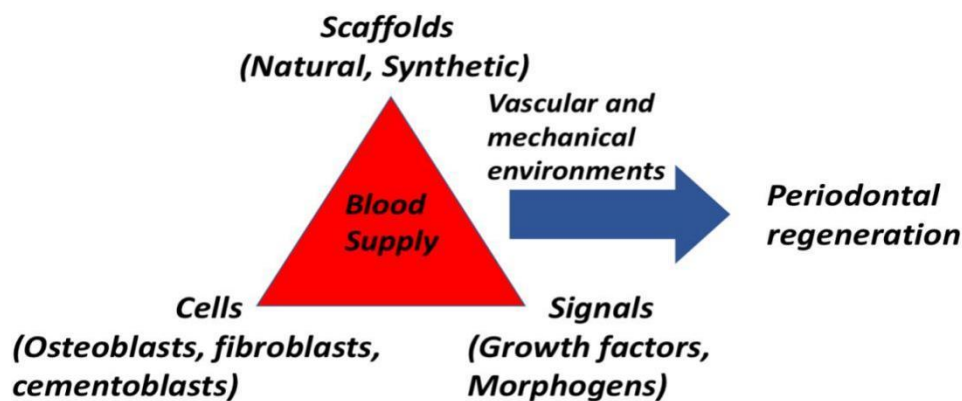 Scaffolds
(Natural, Synthetic)
Vascular and
mechanical
environments
Blood
Supply
Periodontal
regeneration
Cells
(Osteoblasts, fibroblasts,
cementoblasts)
Signals
(Growth factors,
Morphogens)